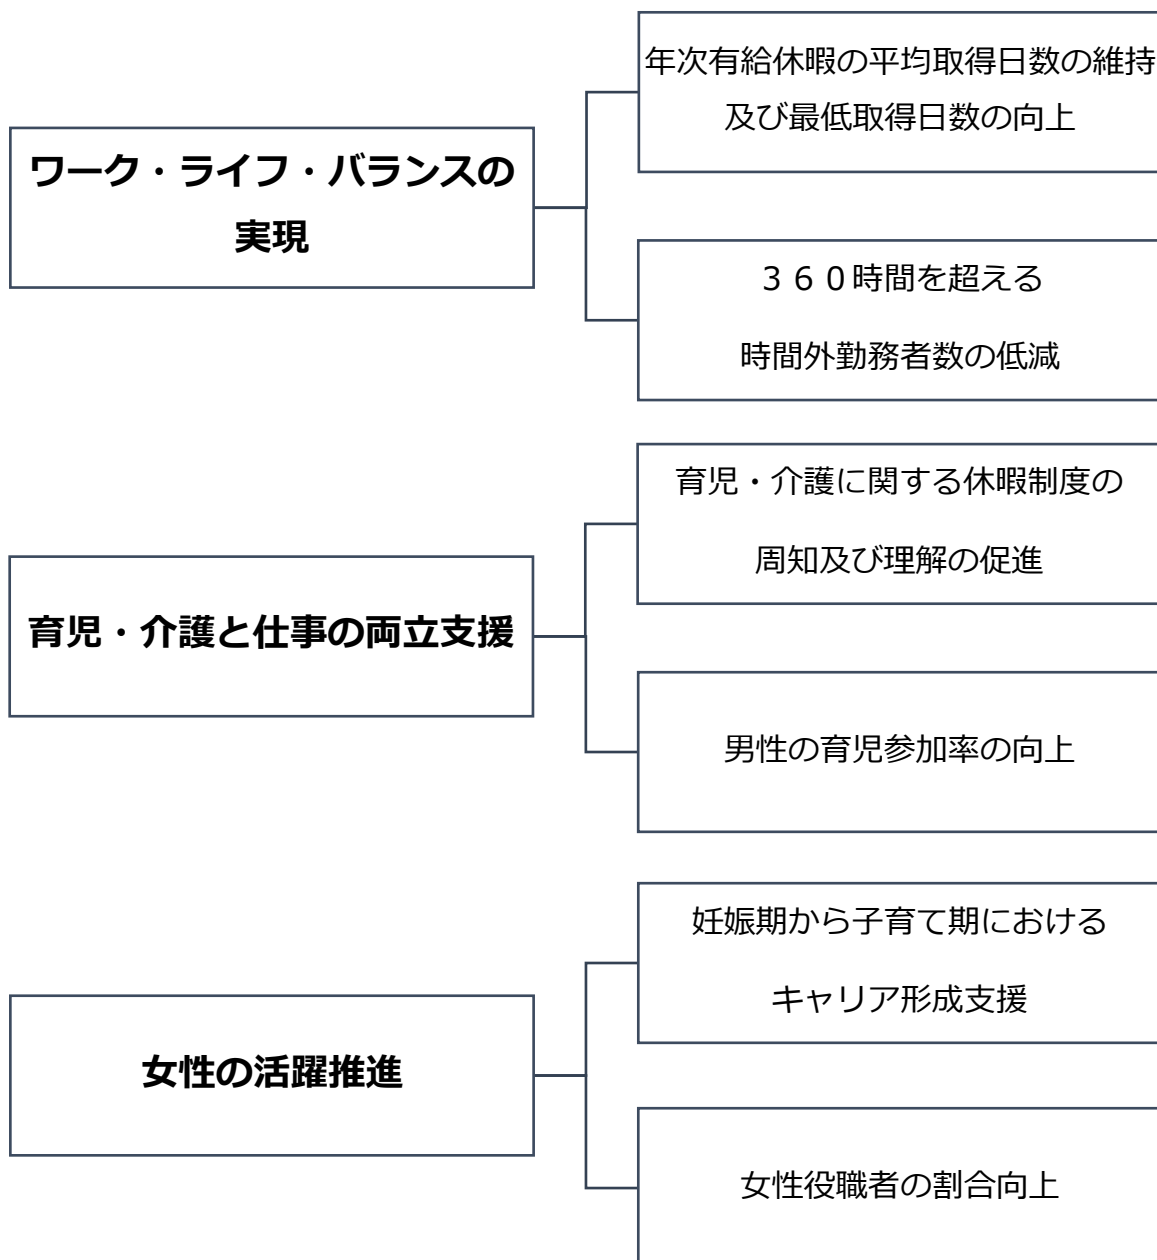 ワーク・ライフ・バランスの
実現
年次有給休暇の平均取得日数の維持
及び最低取得日数の向上
３６０時間を超える
時間外勤務者数の低減
育児・介護と仕事の両立支援
育児・介護に関する休暇制度の
周知及び理解の促進
男性の育児参加率の向上
女性の活躍推進
妊娠期から子育て期における
キャリア形成支援
女性役職者の割合向上